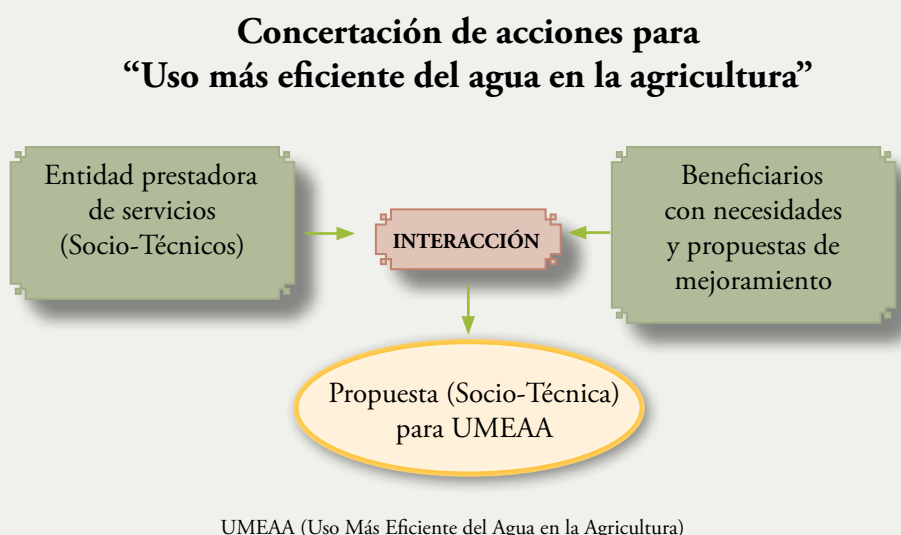 Concertación de acciones para
“Uso más eficiente del agua en la agricultura”
Entidad prestadora
de servicios
(Socio-Técnicos)
INTERACCIÓN
Beneficiarios
con necesidades
y propuestas de
mejoramiento
Propuesta (Socio-Técnica)
para UMEAA
UMEAA (Uso Más Eficiente del Agua en la Agricultura)